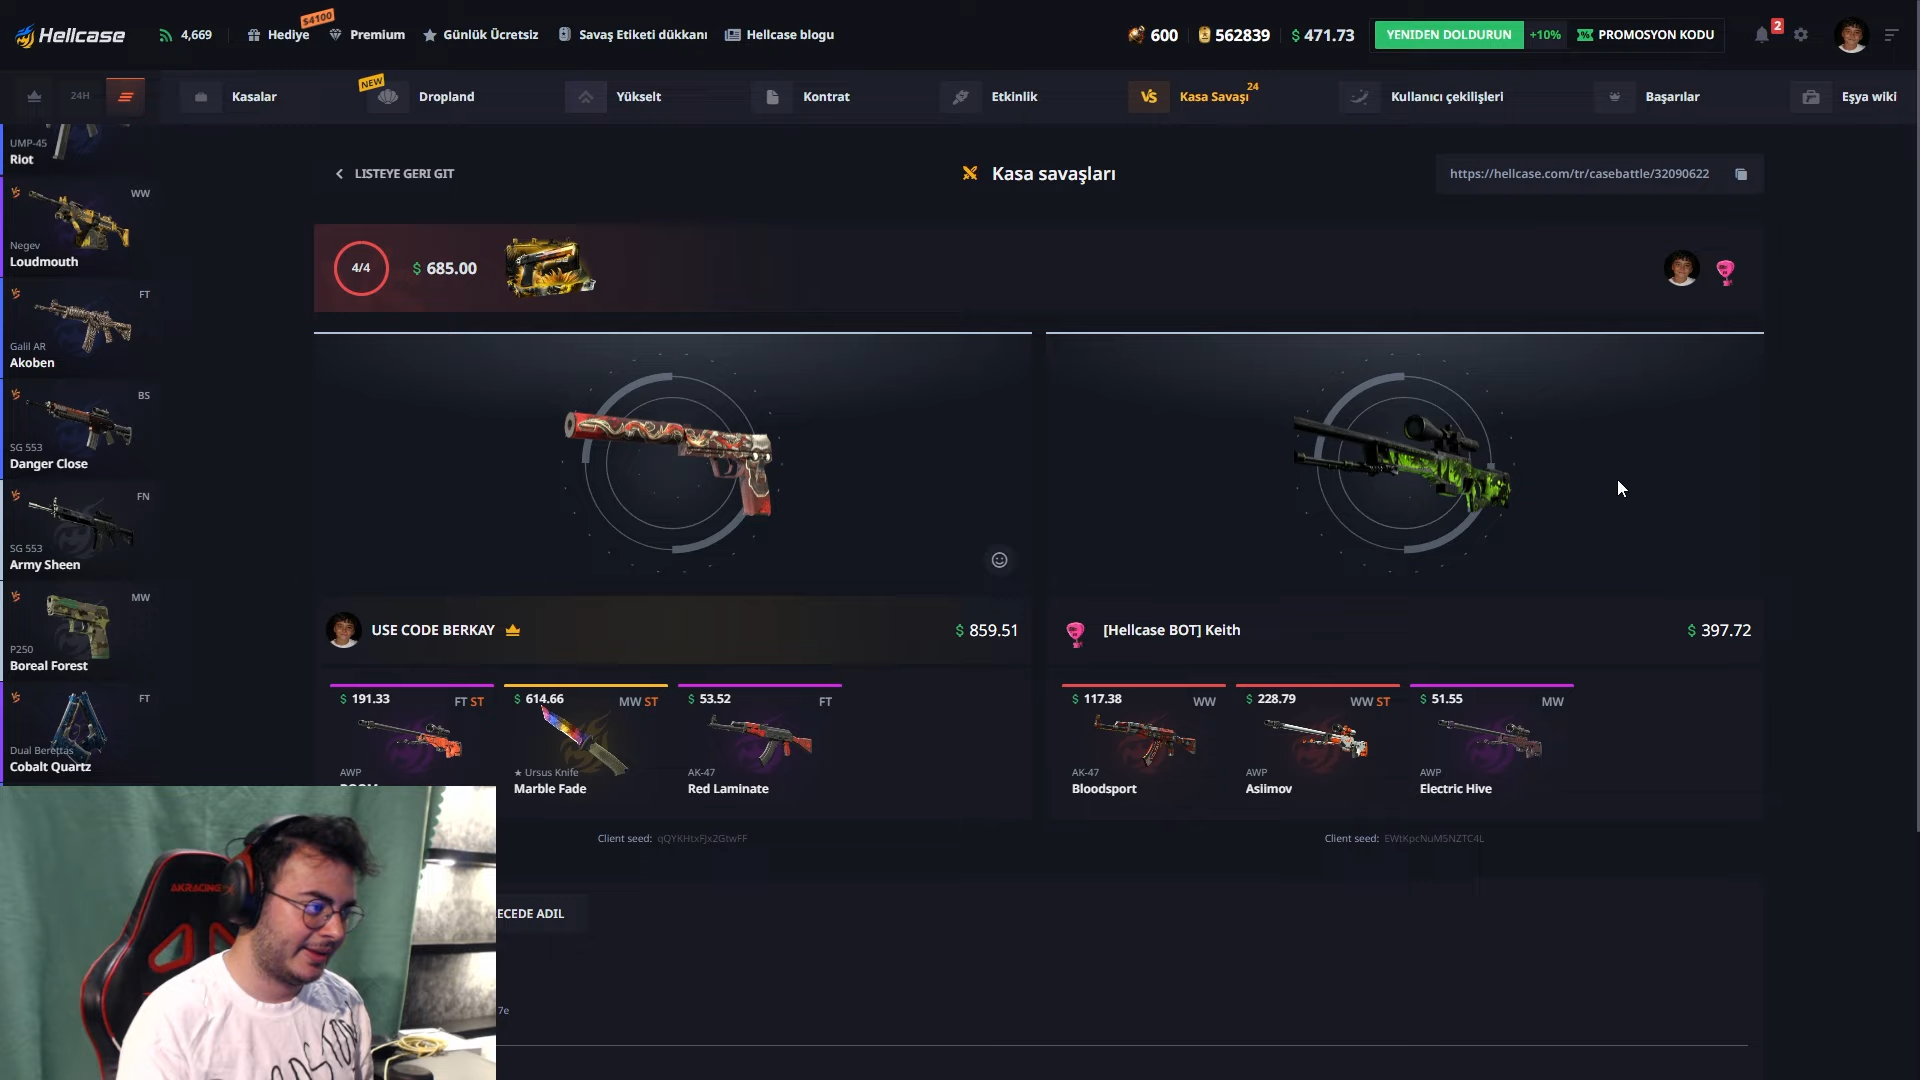 Hellcase
4,669
Hediye
$4100
Premium
Günlük Ücretsiz
Savaş Etiketi dükkanı
Hellcase blogu
600
562839
$ 471.73
YENIDEN DOLDURUN
+10%
PROMOSYON KODU
2
24H
Kasalar
NEW
Dropland
Yükselt
Kontrat
Etkinlik
VS
Kasa Savaşı
24
Kullanıcı çekilişleri
Başarılar
Eşya wiki
UMP-45
Riot
WW
Negev
Loudmouth
FT
Galil AR
Akoben
BS
SG 553
Danger Close
FN
SG 553
Army Sheen
MW
P250
Boreal Forest
FT
Dual Berettas
Cobalt Quartz
LISTEYE GERI GIT
Kasa savaşları
https://hellcase.com/tr/casebattle/32090622
4/4
$ 685.00
USE CODE BERKAY
$ 859.51
[Hellcase BOT] Keith
$ 397.72
$ 191.33
FT ST
AWP
$ 614.66
MW ST
★ Ursus Knife
Marble Fade
$ 53.52
FT
AK-47
Red Laminate
$ 117.38
WW
AK-47
Bloodsport
$ 228.79
WW ST
AWP
Asiimov
$ 51.55
MW
AWP
Electric Hive
Client seed: qQYKHtxFJx2GtwFF
Client seed: EWtKpcNuM5NZTC4L
ECEDE ADIL
7e
AKRACING